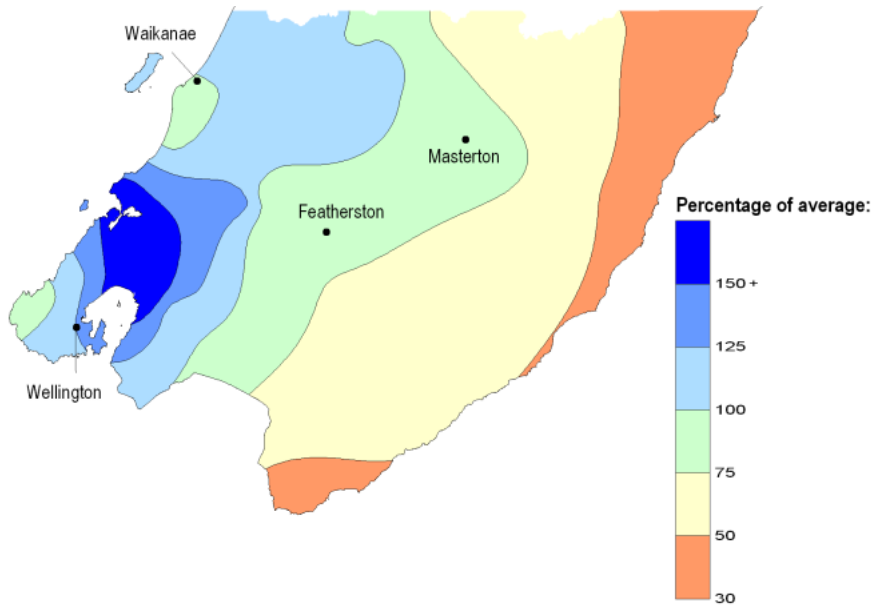 Waikanae
Masterton
Featherston
Wellington
Percentage of average:
150 +
125
100
75
50
30